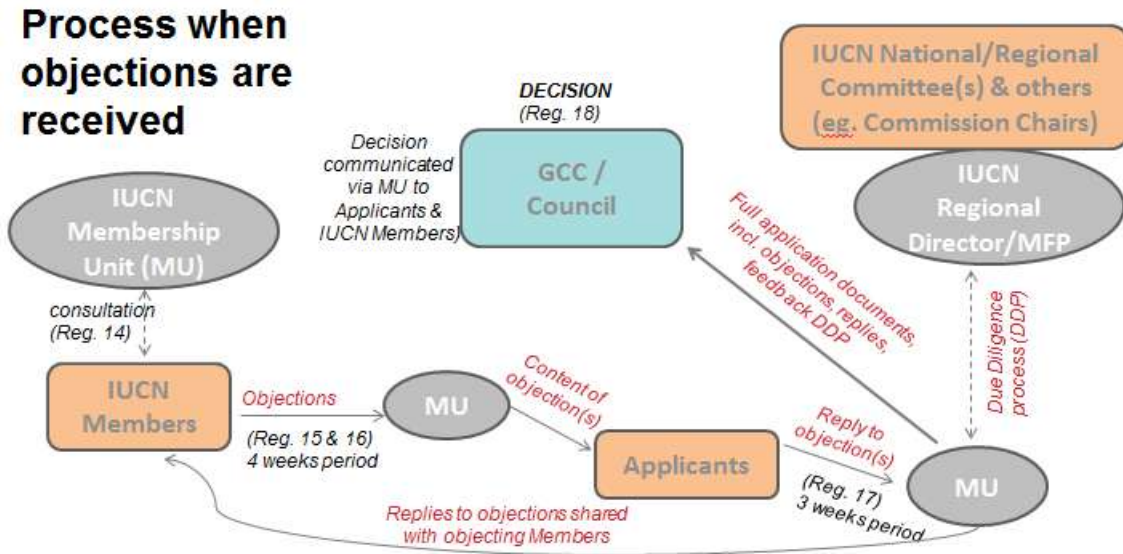 Process when
objections are
received
IUCN National/Regional
Committee(s) & others
(eg. Commission Chairs)
DECISION
(Reg. 18)
Decision
communicated
via MU to
Applicants &
IUCN Members)
GCC /
Council
IUCN
Regional
Director/MFP
IUCN
Membership
Unit (MU)
consultation
(Reg. 14)
Full application documents,
incl. objections, replies,
feedback DDP
Due Diligence
process (DDP)
IUCN
Members
Objections
(Reg. 15 & 16)
4 weeks period
MU
Content of
objection(s)
Applicants
Reply to
objection(s)
(Reg. 17)
3 weeks period
MU
Replies to objections shared
with objecting Members